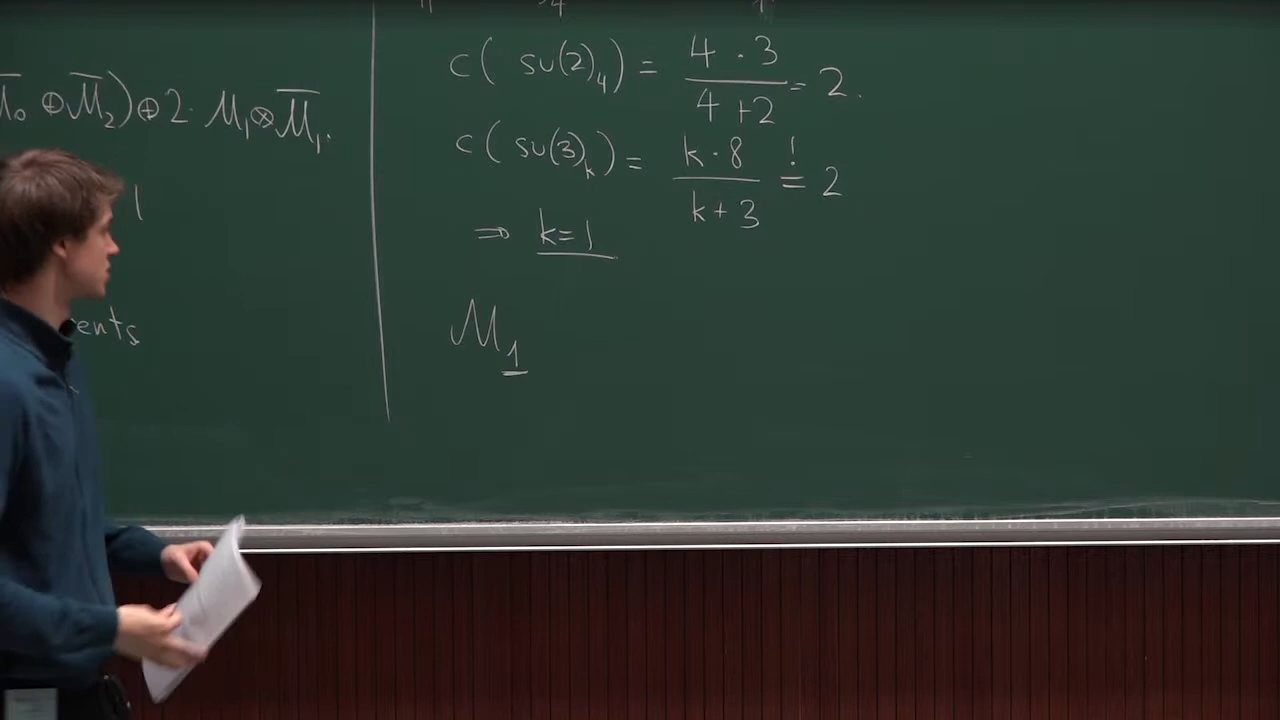 c( su(2)₄ ) = 4 · 3 / 4 + 2 = 2.
M̄₀ ⊕ M̄₂) ⊕ 2 · M₁ ⊗ M̄₁.
c( su(3)ₖ ) = k · 8 / k + 3 =! 2
1
⇒ k = 1
ents
M₁